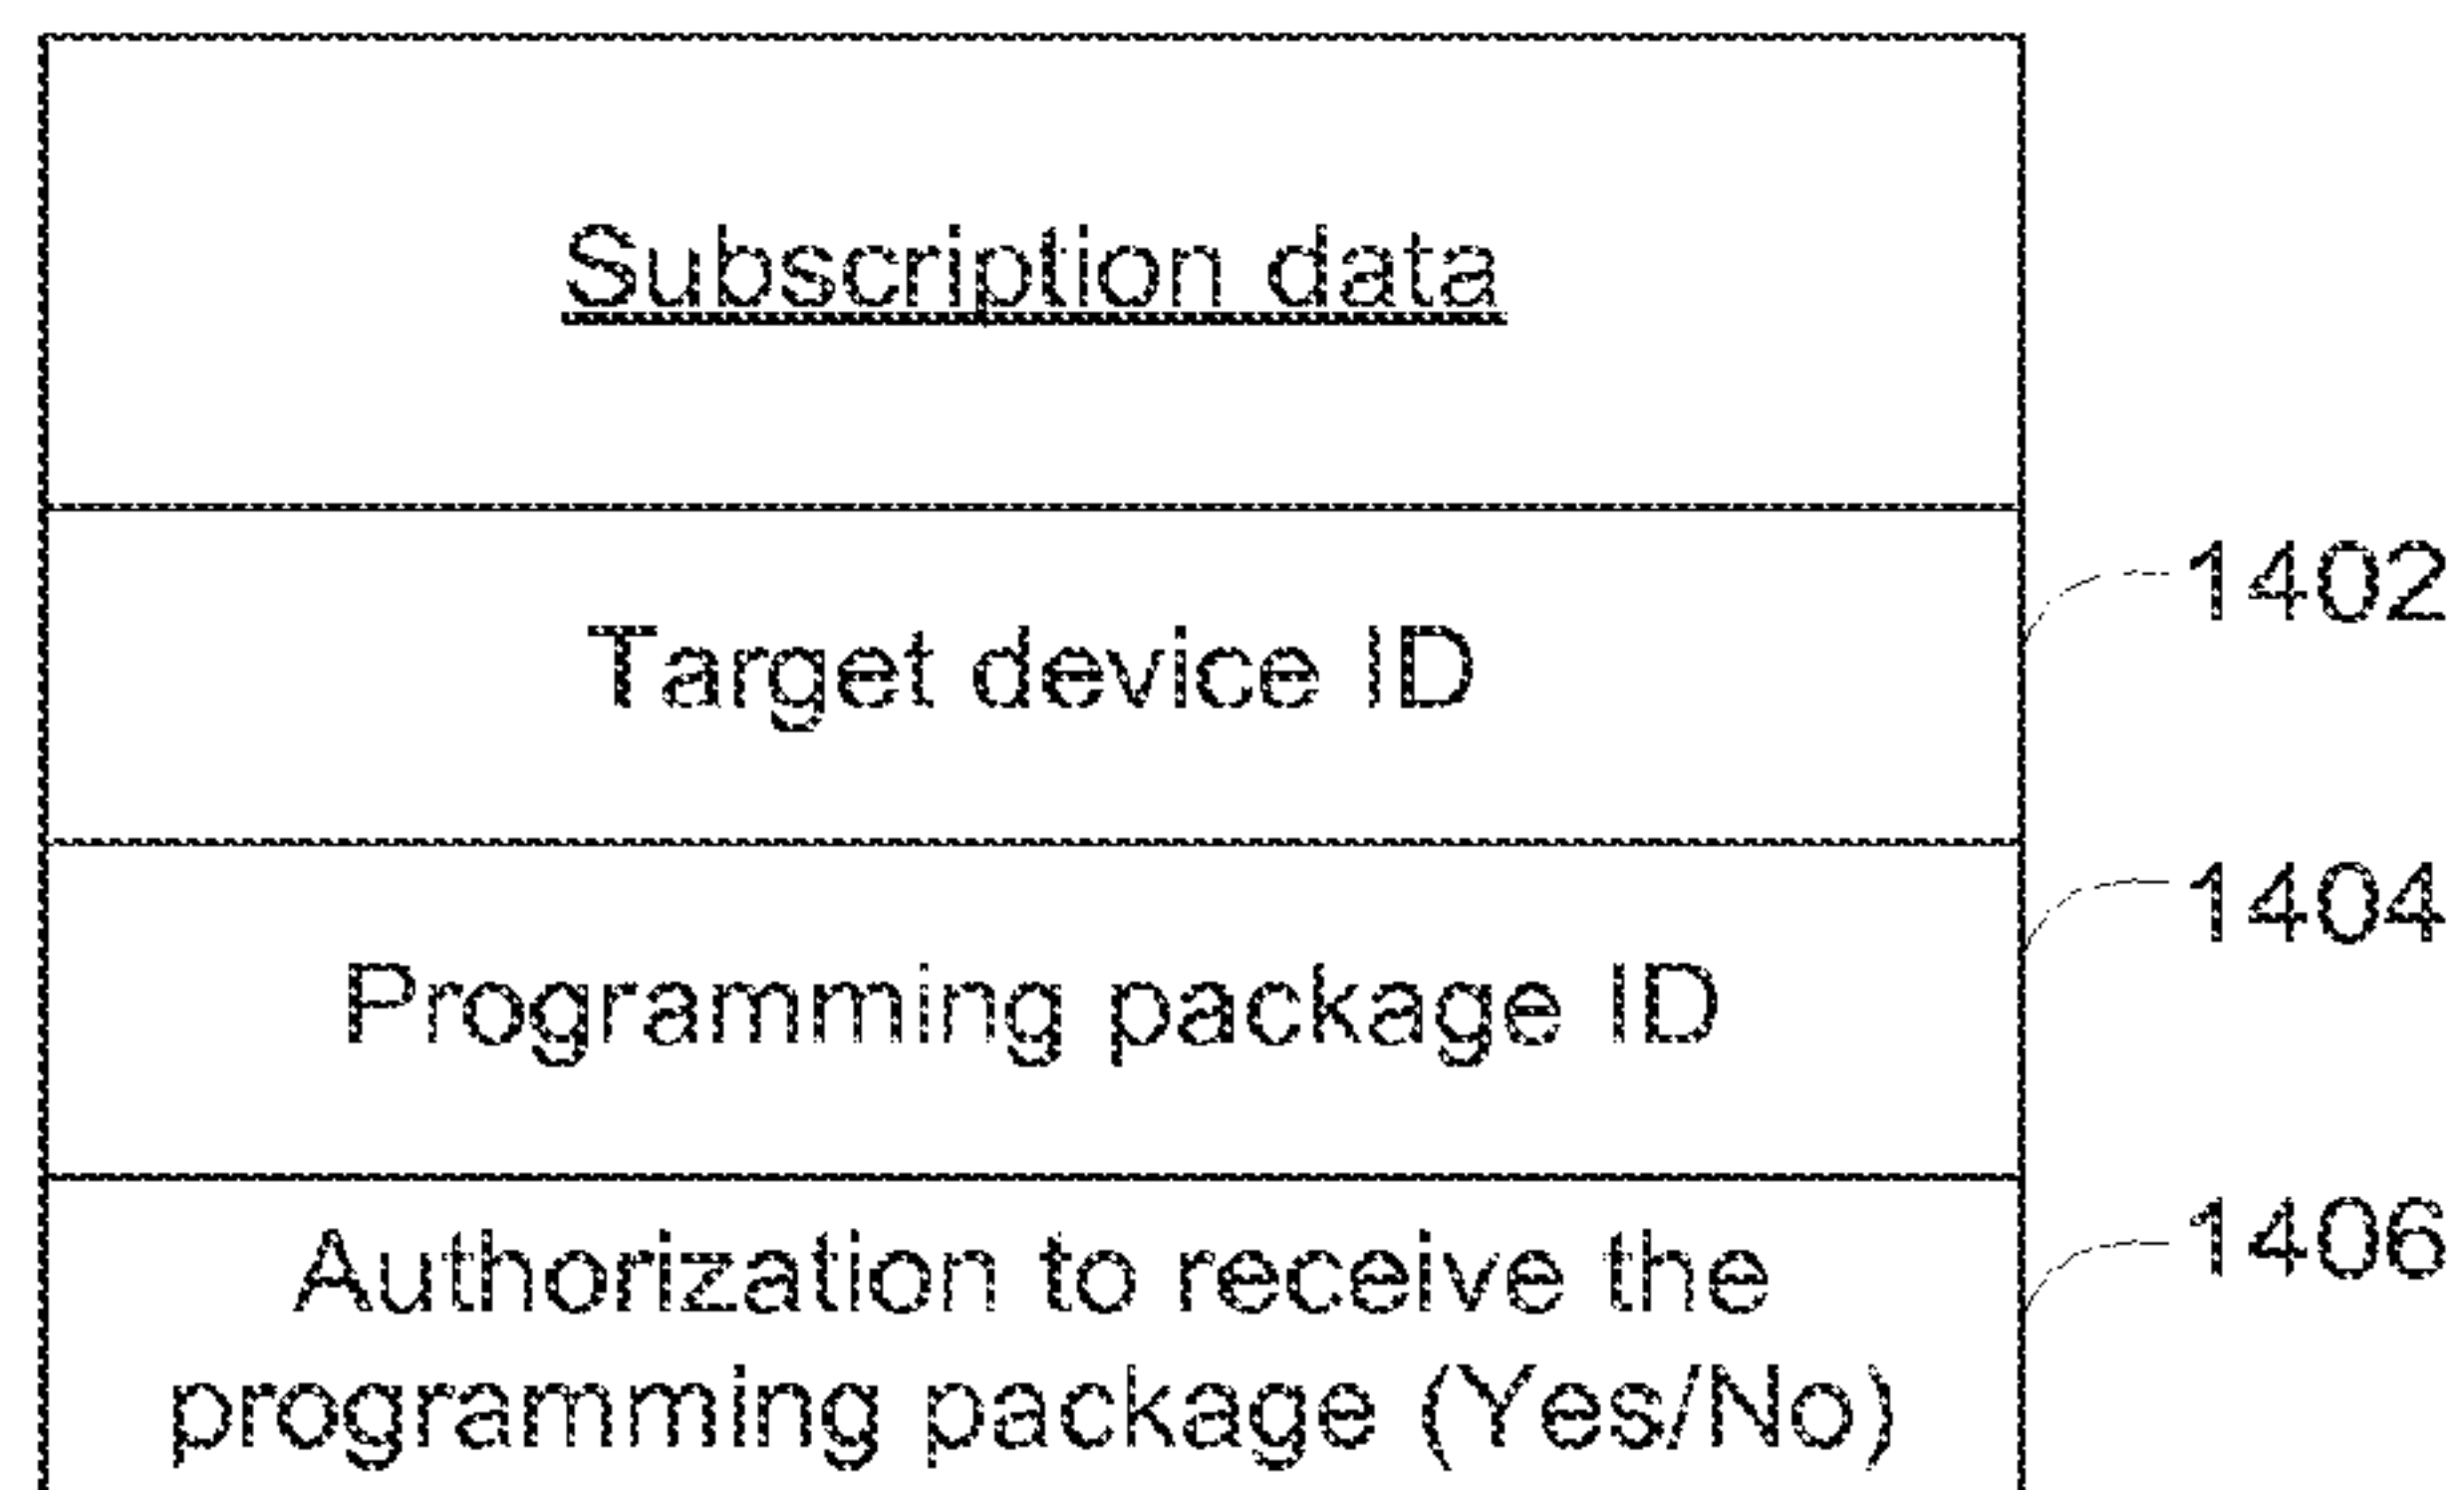 Subscription data
Target device ID
1402
Programming package ID
1404
Authorization to receive the
programming package (Yes/No)
1406